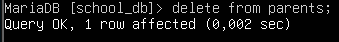 MariaDB [school_db]> delete from parents;
Query OK, 1 row affected (0,002 sec)